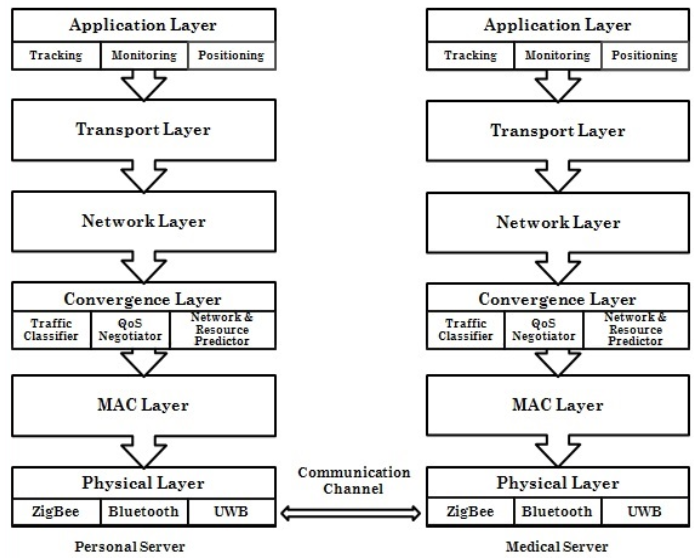 Application Layer
Tracking Monitoring Positioning
Transport Layer
Network Layer
Convergence Layer
Traffic Classifier
QoS Negotiator
Network & Resource Predictor
MAC Layer
Physical Layer
ZigBee Bluetooth UWB
Personal Server
Communication
Channel
Application Layer
Tracking Monitoring Positioning
Transport Layer
Network Layer
Convergence Layer
Traffic Classifier
QoS Negotiator
Network & Resource Predictor
MAC Layer
Physical Layer
ZigBee Bluetooth UWB
Medical Server